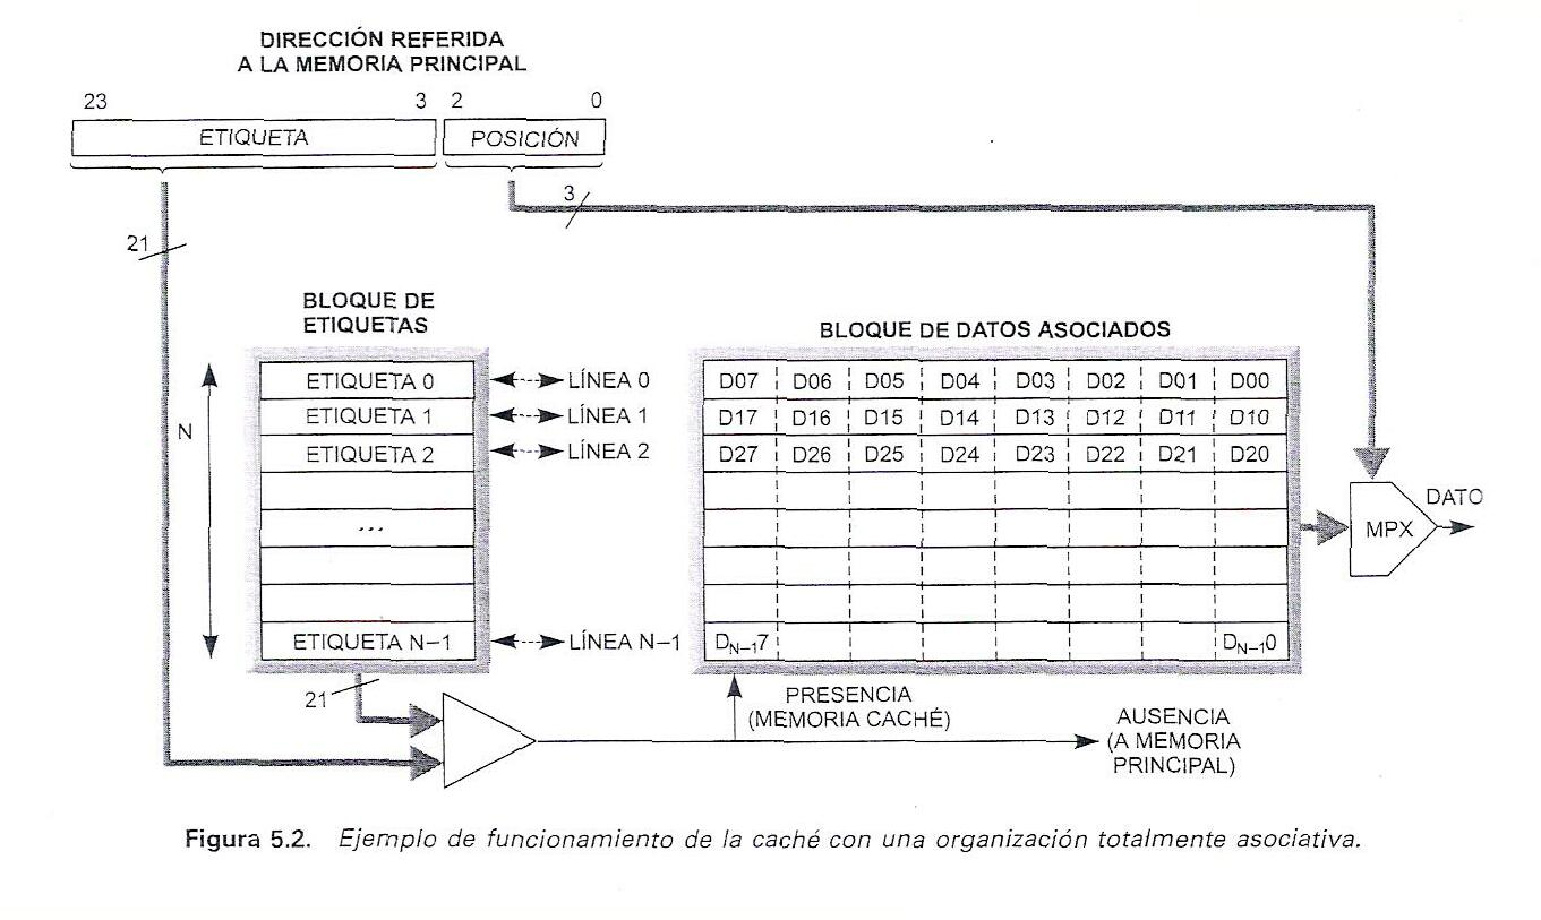 DIRECCIÓN REFERIDA
A LA MEMORIA PRINCIPAL
23 3 2 0
ETIQUETA POSICIÓN
3
21
BLOQUE DE
ETIQUETAS
BLOQUE DE DATOS ASOCIADOS
N
ETIQUETA 0 LÍNEA 0 D07 D06 D05 D04 D03 D02 D01 D00
ETIQUETA 1 LÍNEA 1 D17 D16 D15 D14 D13 D12 D11 D10
ETIQUETA 2 LÍNEA 2 D27 D26 D25 D24 D23 D22 D21 D20
...
MPX
DATO
ETIQUETA N–1 LÍNEA N–1 DN–17 DN–10
21
PRESENCIA
(MEMORIA CACHÉ)
AUSENCIA
(A MEMORIA
PRINCIPAL)
Figura 5.2. Ejemplo de funcionamiento de la caché con una organización totalmente asociativa.